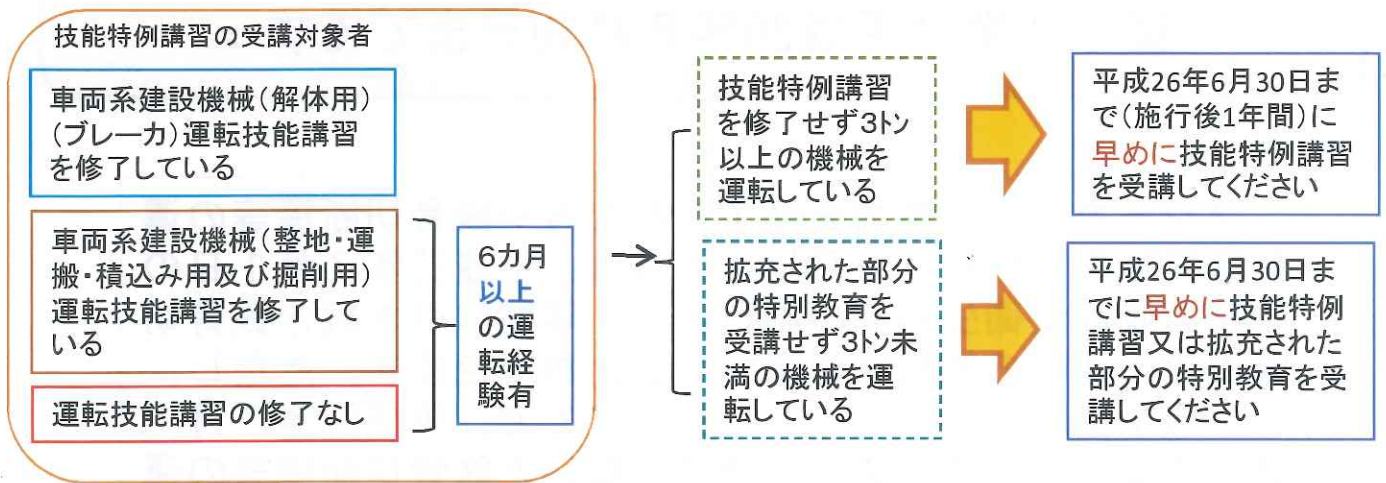 技能特例講習の受講対象者
車両系建設機械(解体用)
(ブレーカ)運転技能講習
を修了している
車両系建設機械(整地・運
搬・積込み用及び掘削用)
運転技能講習を修了して
いる
運転技能講習の修了なし
6カ月
以上
の運
転経
験有
技能特例講習
を修了せず3トン
以上の機械を
運転している
拡充された部分
の特別教育を
受講せず3トン未
満の機械を運
転している
平成26年6月30日ま
で(施行後1年間)に
早めに技能特例講習
を受講してください
平成26年6月30日ま
でに早めに技能特例
講習又は拡充された
部分の特別教育を受
講してください